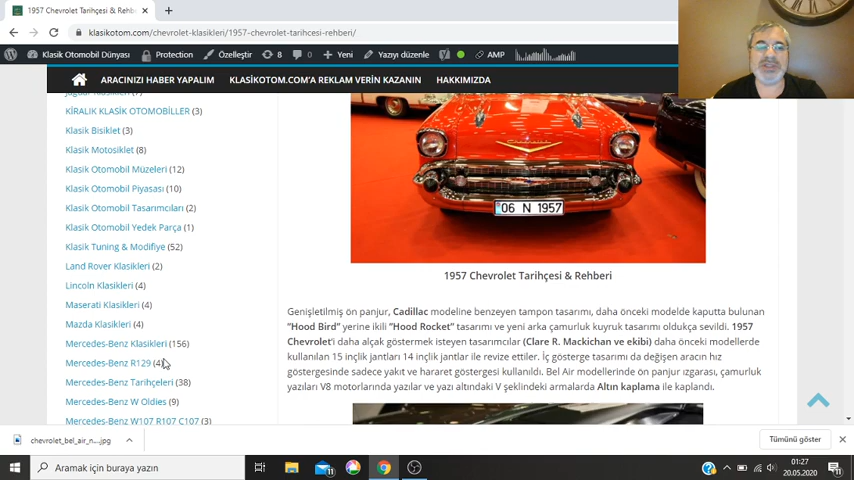 1957 Chevrolet Tarihçesi & Rehb
klasikotom.com/chevrolet-klasikleri/1957-chevrolet-tarihcesi-rehberi/
Klasik Otomobil Dünyası Protection Özelleştir 8 0 Yeni Yazıyı düzenle AMP
ARACINIZI HABER YAPALIM KLASİKOTOM.COM'A REKLAM VERİN KAZANIN HAKKIMIZDA
KİRALIK KLASİK OTOMOBİLLER (3)
Klasik Bisiklet (3)
Klasik Motosiklet (8)
Klasik Otomobil Müzeleri (12)
Klasik Otomobil Piyasası (10)
Klasik Otomobil Tasarımcıları (2)
Klasik Otomobil Yedek Parça (1)
Klasik Tuning & Modifiye (52)
Land Rover Klasikleri (2)
Lincoln Klasikleri (4)
Maserati Klasikleri (4)
Mazda Klasikleri (4)
Mercedes-Benz Klasikleri (156)
Mercedes-Benz R129 (4)
Mercedes-Benz Tarihçeleri (38)
Mercedes-Benz W Oldies (9)
Mercedes-Benz W107 R107 C107 (3)
06 N 1957
1957 Chevrolet Tarihçesi & Rehberi
Genişletilmiş ön panjur, Cadillac modeline benzeyen tampon tasarımı, daha önceki modelde kaputta bulunan
"Hood Bird" yerine ikili "Hood Rocket" tasarımı ve yeni arka çamurluk kuyruk tasarımı oldukça sevildi. 1957
Chevrolet'i daha alçak göstermek isteyen tasarımcılar (Clare R. Mackichan ve ekibi) daha önceki modellerde
kullanılan 15 inçlik jantları 14 inçlik jantlar ile revize ettiler. İç gösterge tasarımı da değişen aracın hız
göstergesinde sadece yakıt ve hararet göstergesi kullanıldı. Bel Air modellerinde ön panjur ızgarası, çamurluk
yazıları V8 motorlarında yazılar ve yazı altındaki V şeklindeki armalarda Altın kaplama ile kaplandı.
chevrolet_bel_air_n....jpg
Tümünü göster
Aramak için buraya yazın
11
01:27
20.05.2020
11